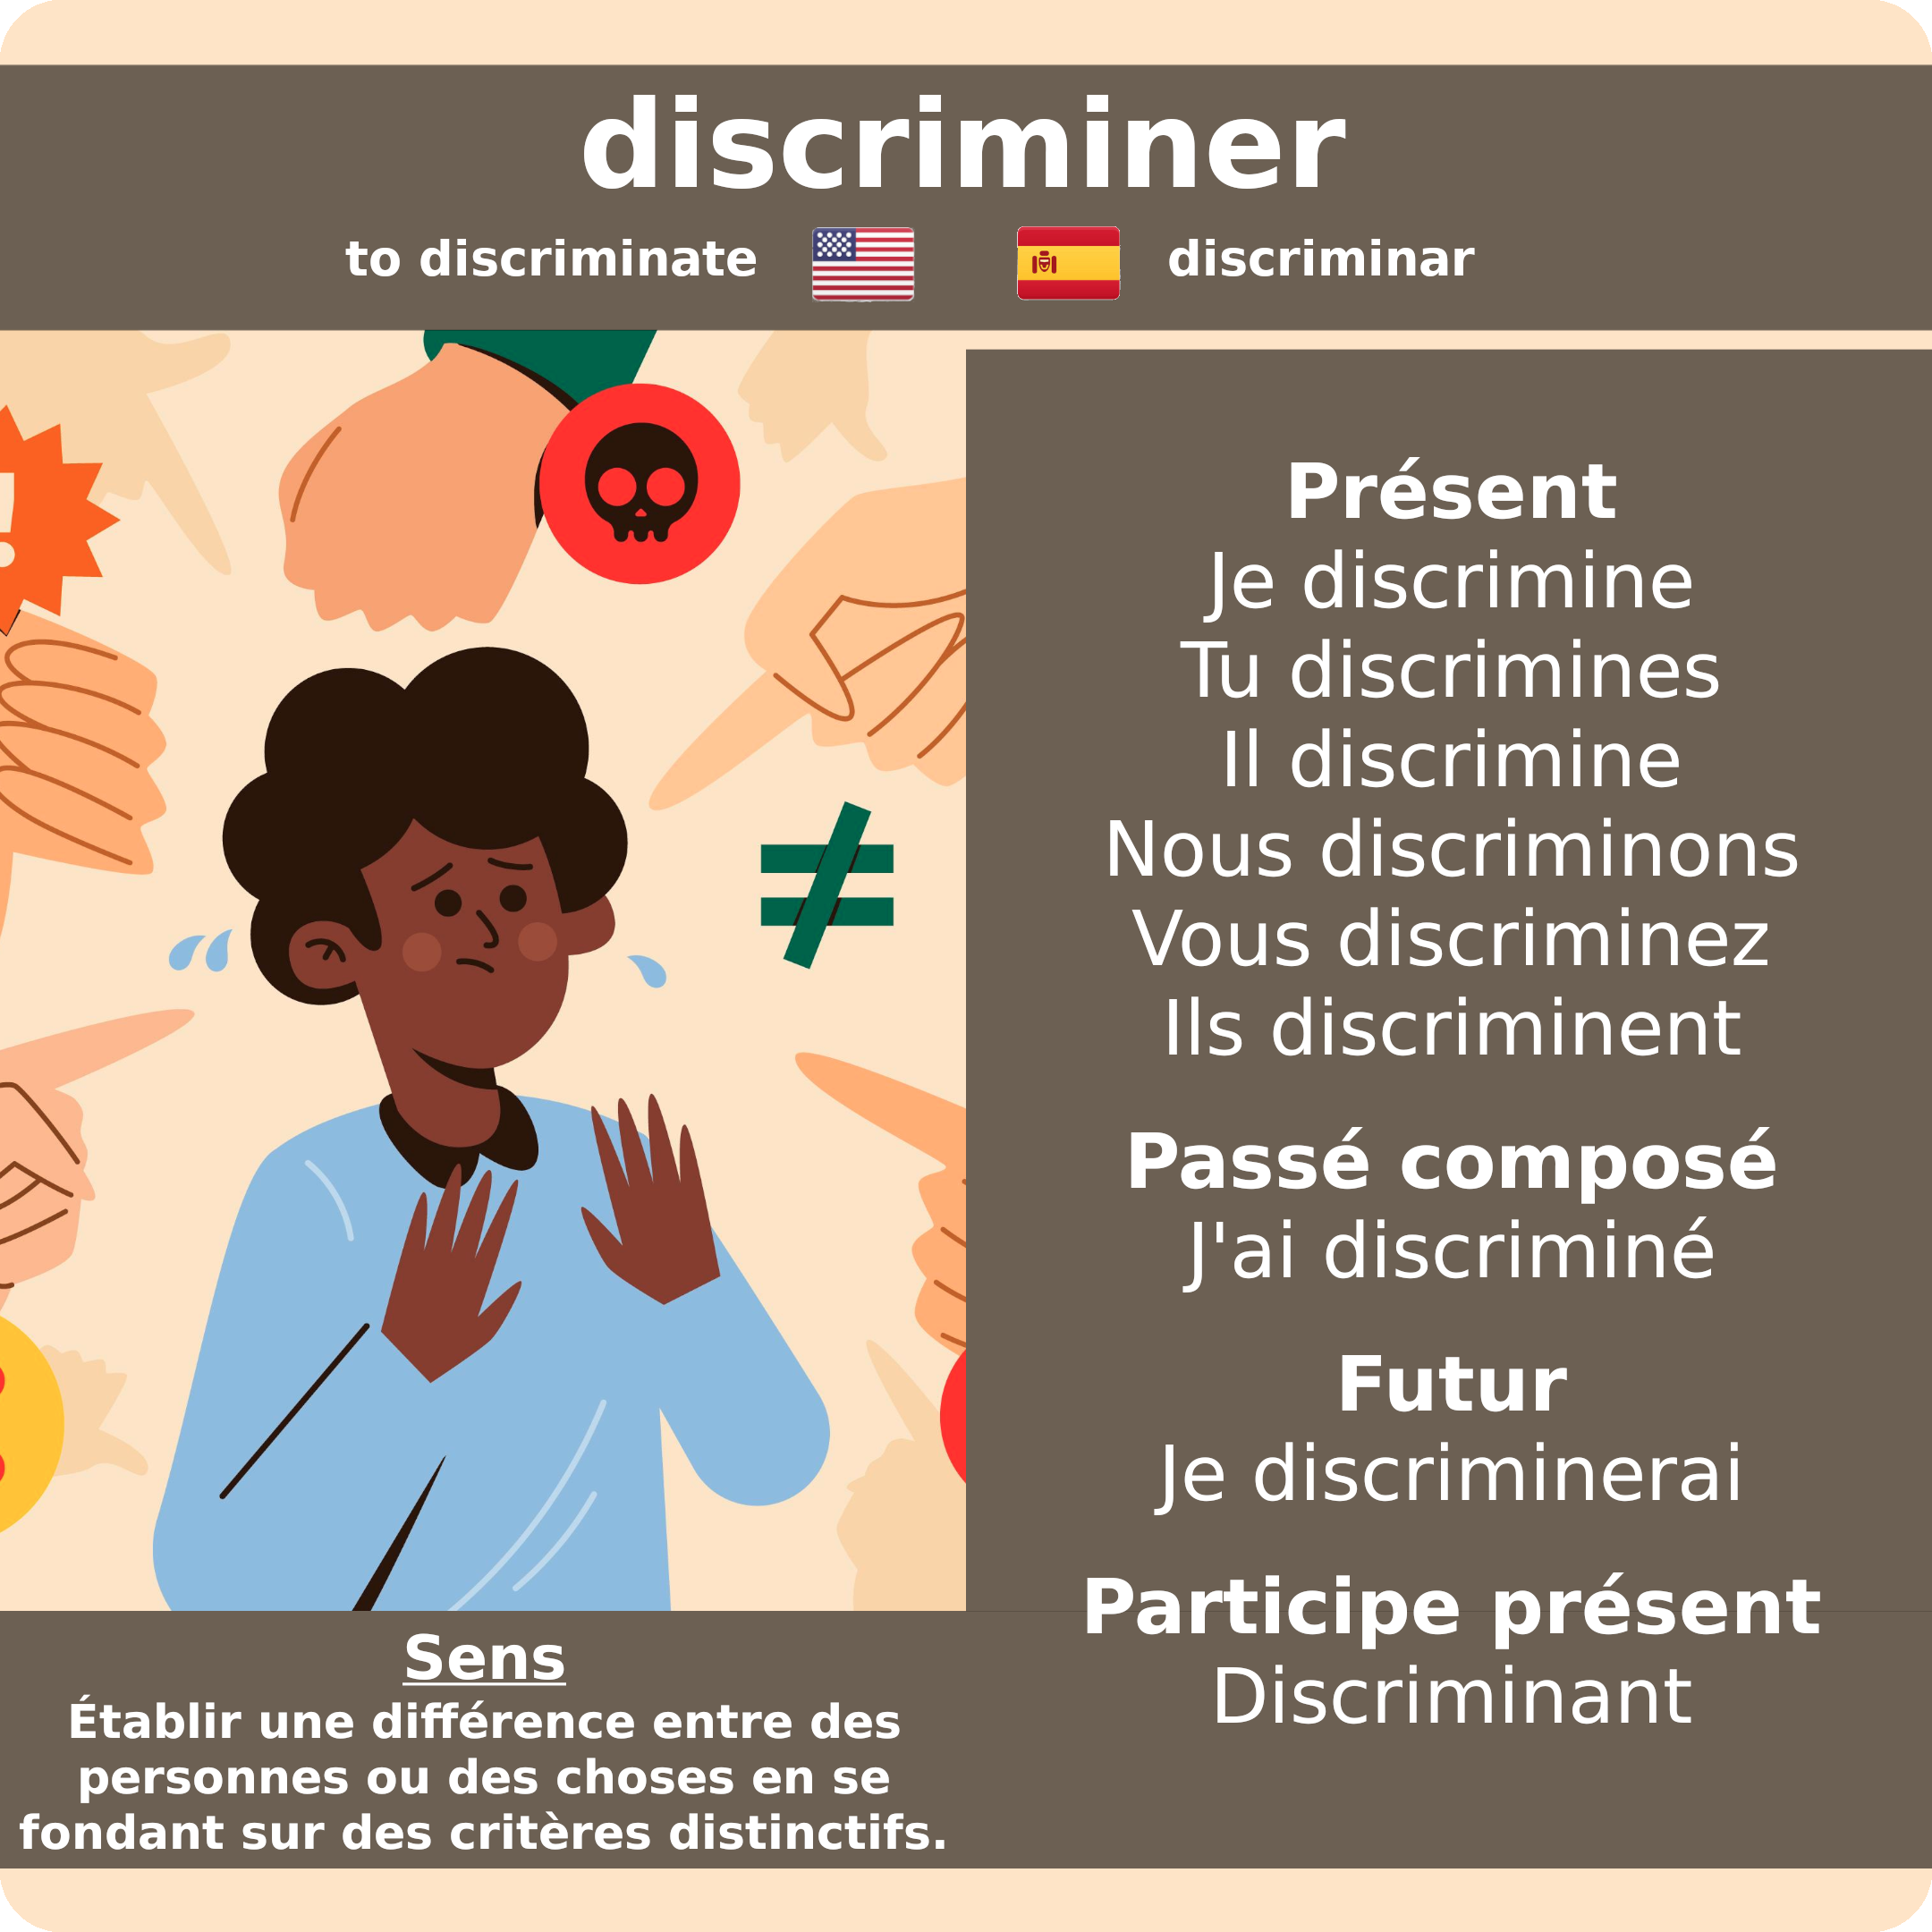 discriminer
to discriminate
discriminar
Présent
Je discrimine
Tu discrimines
Il discrimine
Nous discriminons
Vous discriminez
Ils discriminent
Passé composé
J'ai discriminé
Futur
Je discriminerai
Participe présent
Discriminant
Sens
Établir une différence entre des
personnes ou des choses en se
fondant sur des critères distinctifs.